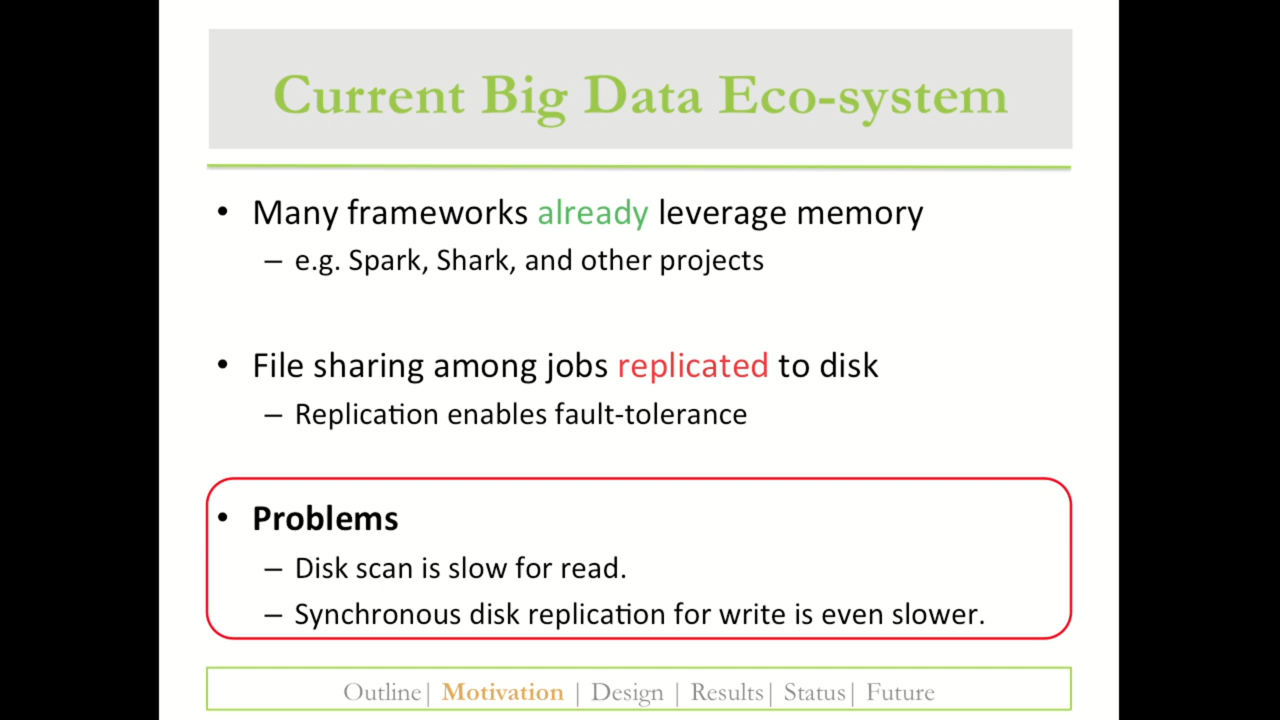 Current Big Data Eco-system
• Many frameworks already leverage memory
– e.g. Spark, Shark, and other projects
• File sharing among jobs replicated to disk
– Replication enables fault-tolerance
• Problems
– Disk scan is slow for read.
– Synchronous disk replication for write is even slower.
Outline| Motivation | Design | Results| Status| Future